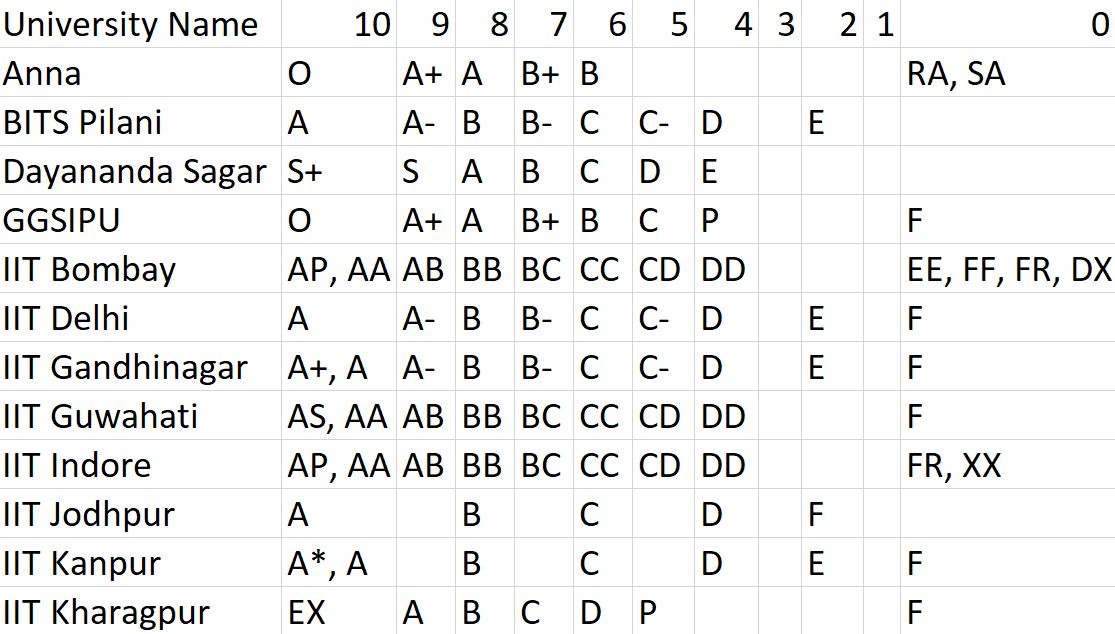 University Name 10 9 8 7 6 5 4 3 2 1 0
Anna O A+ A B+ B RA, SA
BITS Pilani A A- B B- C C- D E
Dayananda Sagar S+ S A B C D E
GGSIPU O A+ A B+ B C P F
IIT Bombay AP, AA AB BB BC CC CD DD EE, FF, FR, DX
IIT Delhi A A- B B- C C- D E F
IIT Gandhinagar A+, A A- B B- C C- D E F
IIT Guwahati AS, AA AB BB BC CC CD DD F
IIT Indore AP, AA AB BB BC CC CD DD FR, XX
IIT Jodhpur A B C D F
IIT Kanpur A*, A B C D E F
IIT Kharagpur EX A B C D P F